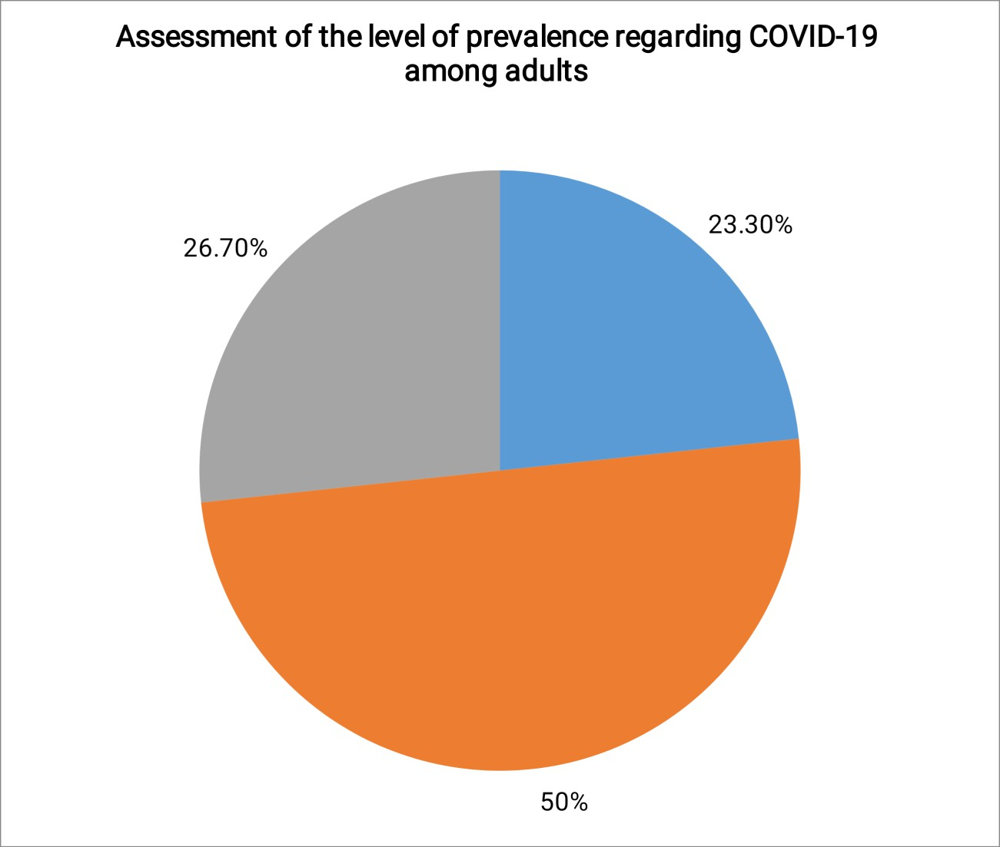 Assessment of the level of prevalence regarding COVID-19
among adults
23.30%
26.70%
50%